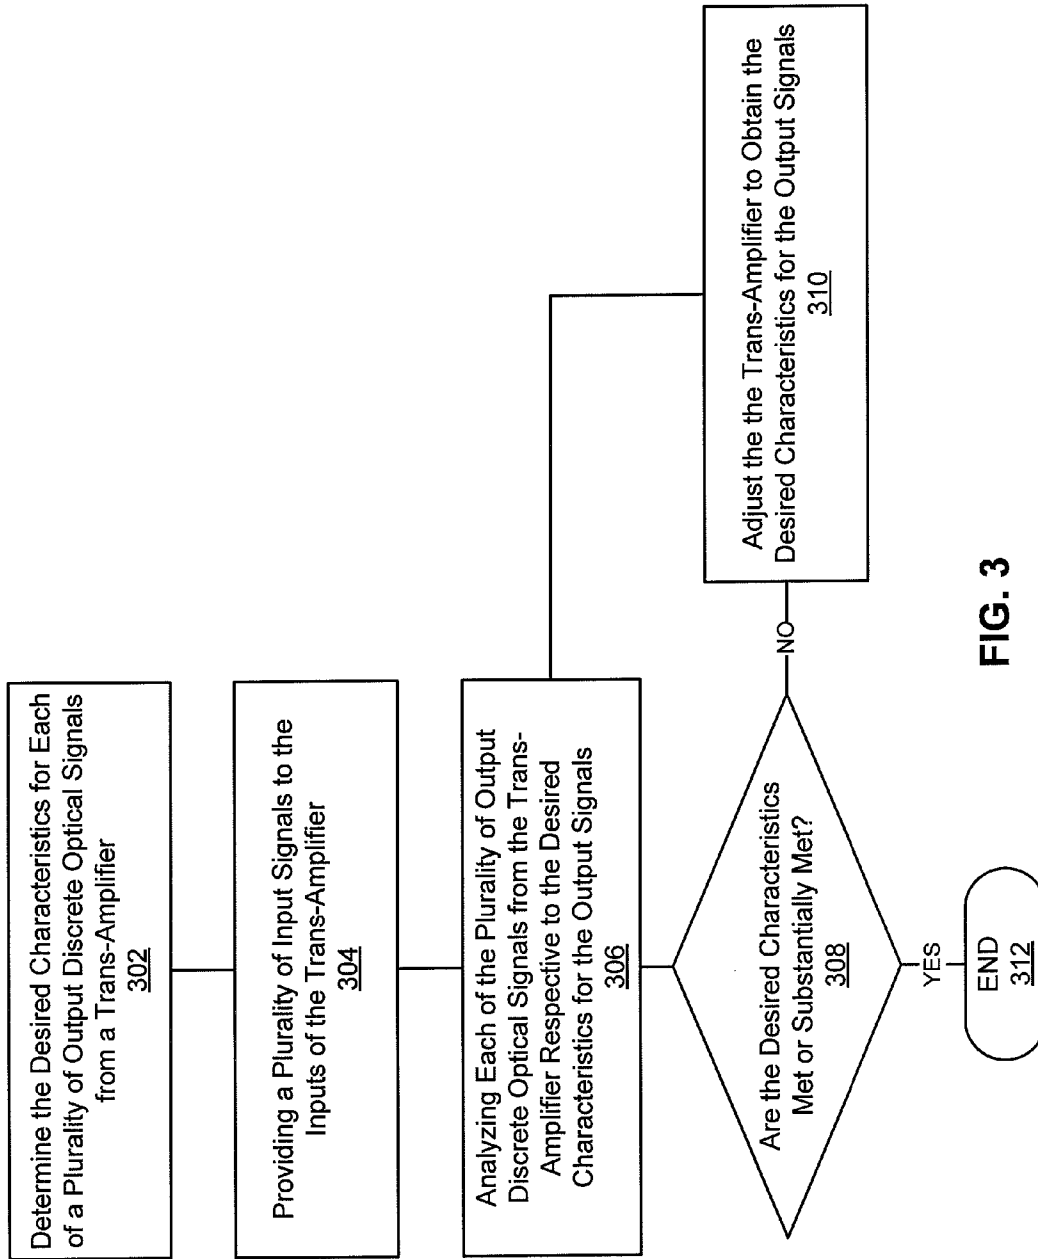 Determine the Desired Characteristics for Each
of a Plurality of Output Discrete Optical Signals
from a Trans-Amplifier
302
Providing a Plurality of Input Signals to the
Inputs of the Trans-Amplifier
304
Analyzing Each of the Plurality of Output
Discrete Optical Signals from the Trans-
Amplifier Respective to the Desired
Characteristics for the Output Signals
306
Are the Desired Characteristics
Met or Substantially Met?
308
NO
Adjust the the Trans-Amplifier to Obtain the
Desired Characteristics for the Output Signals
310
YES
END
312
FIG. 3